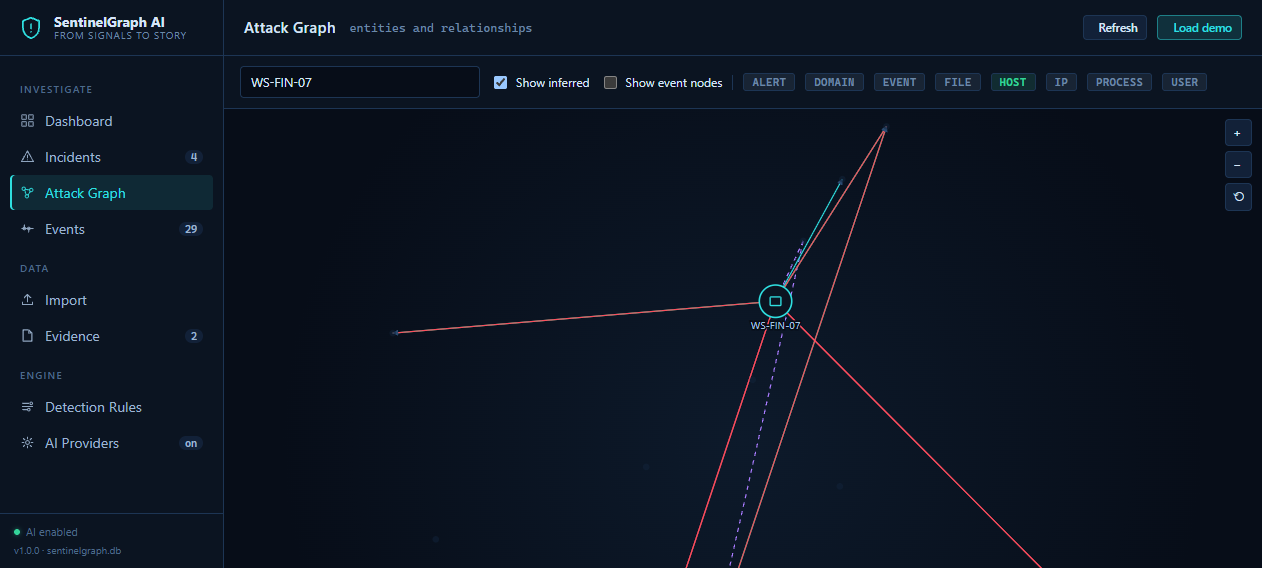 SentinelGraph AI
FROM SIGNALS TO STORY
Attack Graph entities and relationships
Refresh
Load demo
WS-FIN-07
Show inferred
Show event nodes
ALERT
DOMAIN
EVENT
FILE
HOST
IP
PROCESS
USER
INVESTIGATE
Dashboard
Incidents 4
Attack Graph
Events 29
DATA
Import
Evidence 2
ENGINE
Detection Rules
AI Providers on
AI enabled
v1.0.0 · sentinelgraph.db
+
−
WS-FIN-07